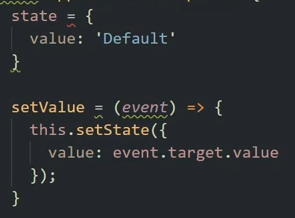 state = {
  value: 'Default'
}

setValue = (event) => {
  this.setState({
    value: event.target.value
  });
}